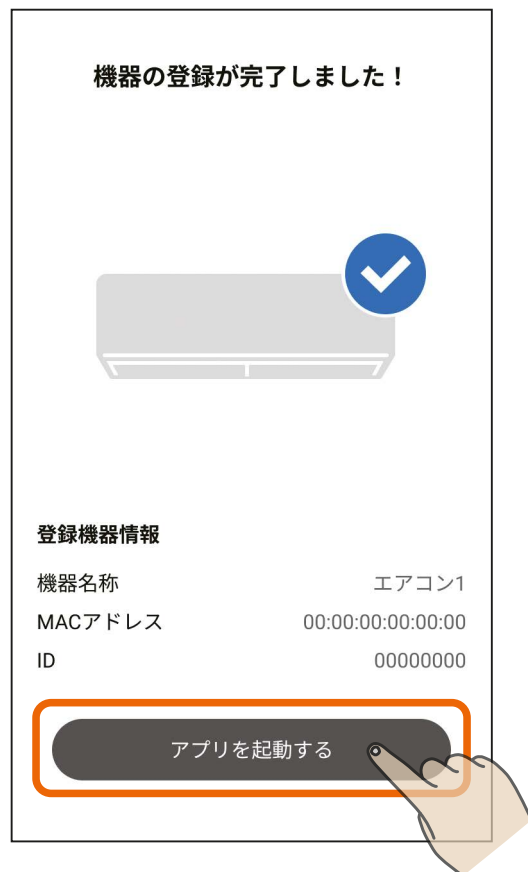 機器の登録が完了しました！
登録機器情報
機器名称 エアコン1
MACアドレス 00:00:00:00:00:00
ID 00000000
アプリを起動する